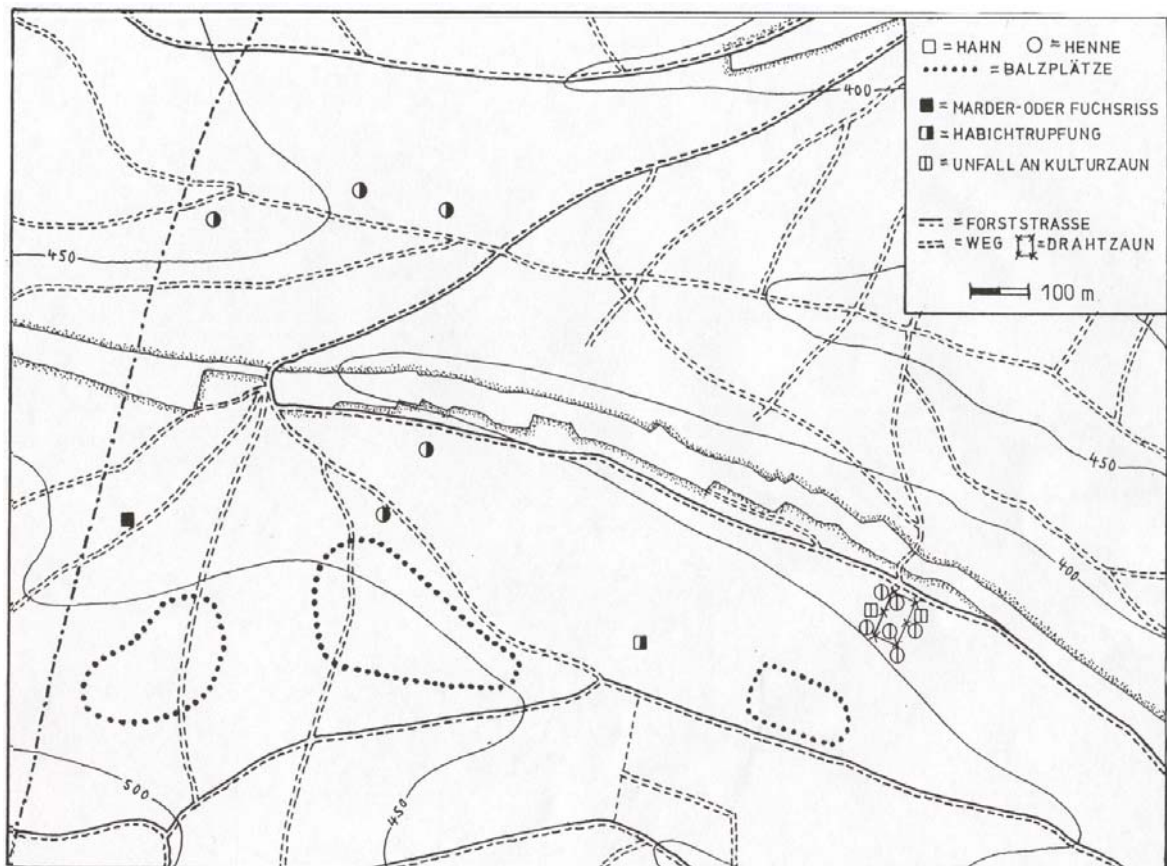 □ = HAHN ○ = HENNE
•••••• = BALZPLÄTZE
■ = MARDER-ODER FUCHSRISS
◨ = HABICHTRUPFUNG
◫ = UNFALL AN KULTURZAUN
= FORSTSTRASSE
= WEG = DRAHTZAUN
100 m
400
450
450
400
500
450